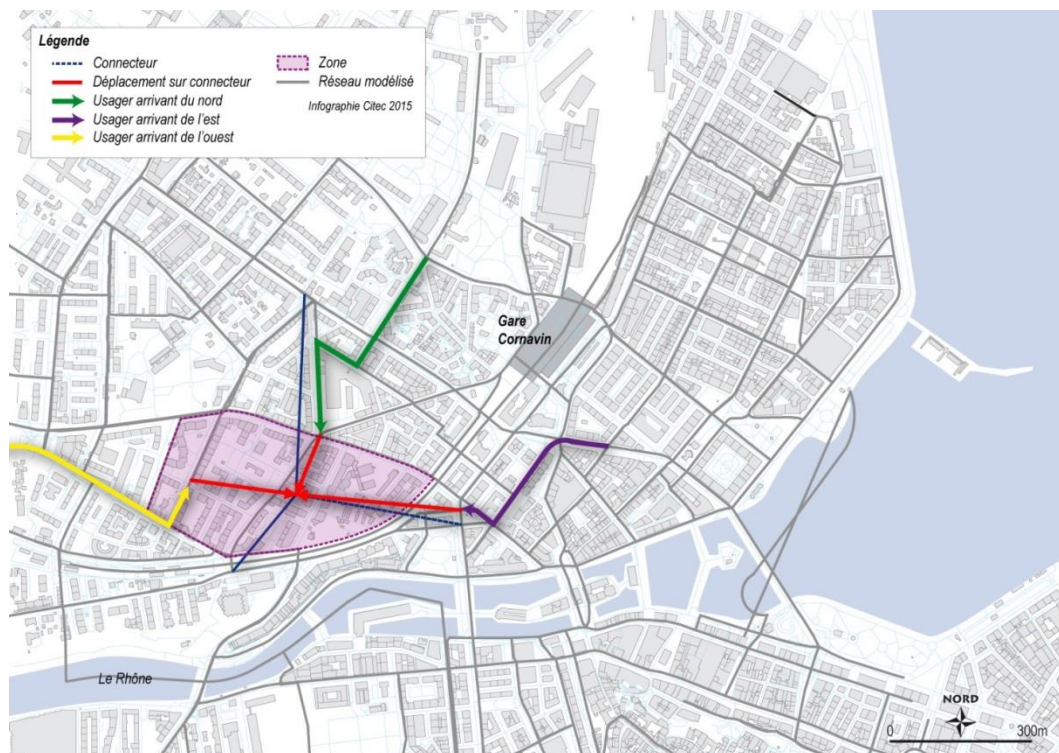 Légende
Connecteur
Déplacement sur connecteur
Usager arrivant du nord
Usager arrivant de l'est
Usager arrivant de l'ouest
Zone
Réseau modélisé
Infographie Citec 2015
Gare
Cornavin
Le Rhône
NORD
0 300m